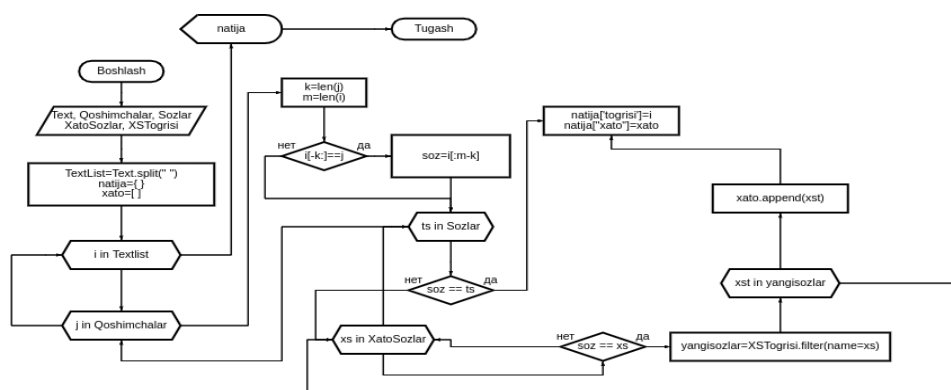 natija
Tugash
Boshlash
Text, Qoshimchalar, Sozlar
XatoSozlar, XSTogrisi
TextList=Text.split(" ")
natija={ }
xato=[ ]
i in Textlist
j in Qoshimchalar
k=len(j)
m=len(i)
нет
i[-k:]==j
да
soz=i[:m-k]
ts in Sozlar
нет
soz == ts
да
xs in XatoSozlar
нет
soz == xs
да
natija['togrisi']=i
natija["xato"]=xato
xato.append(xst)
xst in yangisozlar
yangisozlar=XSTogrisi.filter(name=xs)